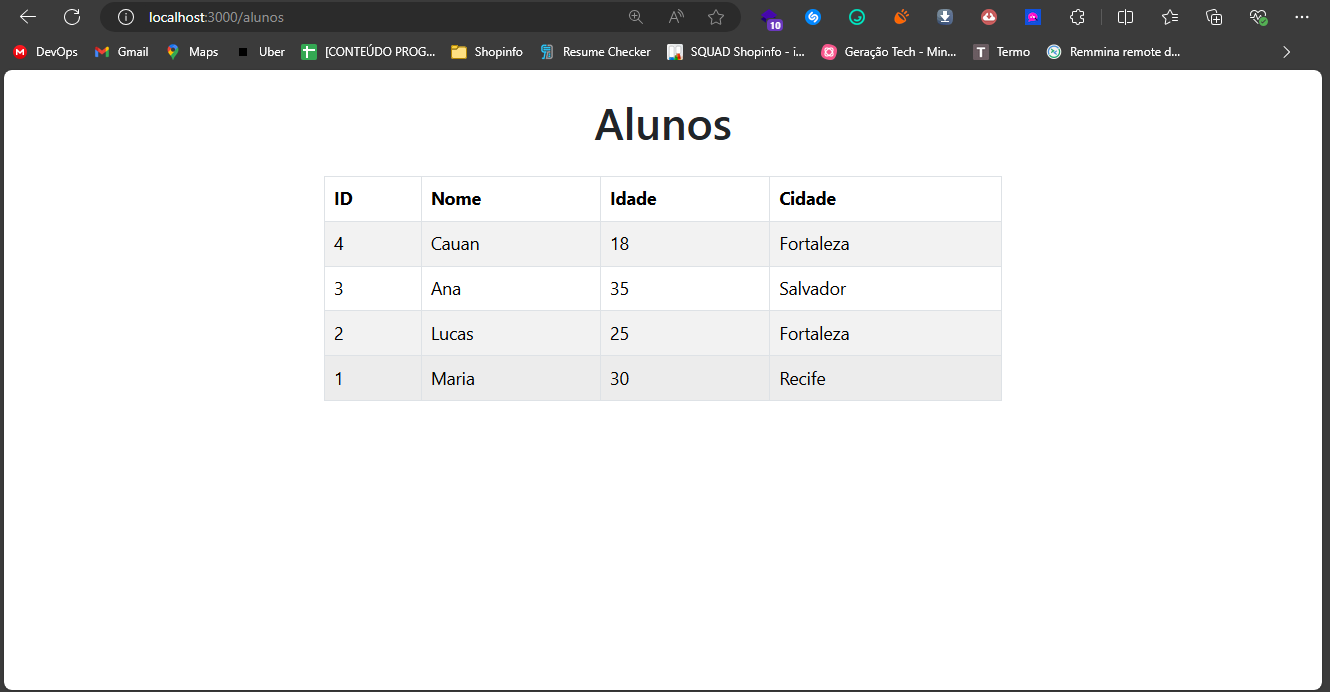 localhost:3000/alunos
10
M DevOps Gmail Maps Uber [CONTEÚDO PROG... Shopinfo Resume Checker SQUAD Shopinfo - i... Geração Tech - Min... T Termo Remmina remote d...
Alunos
ID Nome Idade Cidade
4 Cauan 18 Fortaleza
3 Ana 35 Salvador
2 Lucas 25 Fortaleza
1 Maria 30 Recife